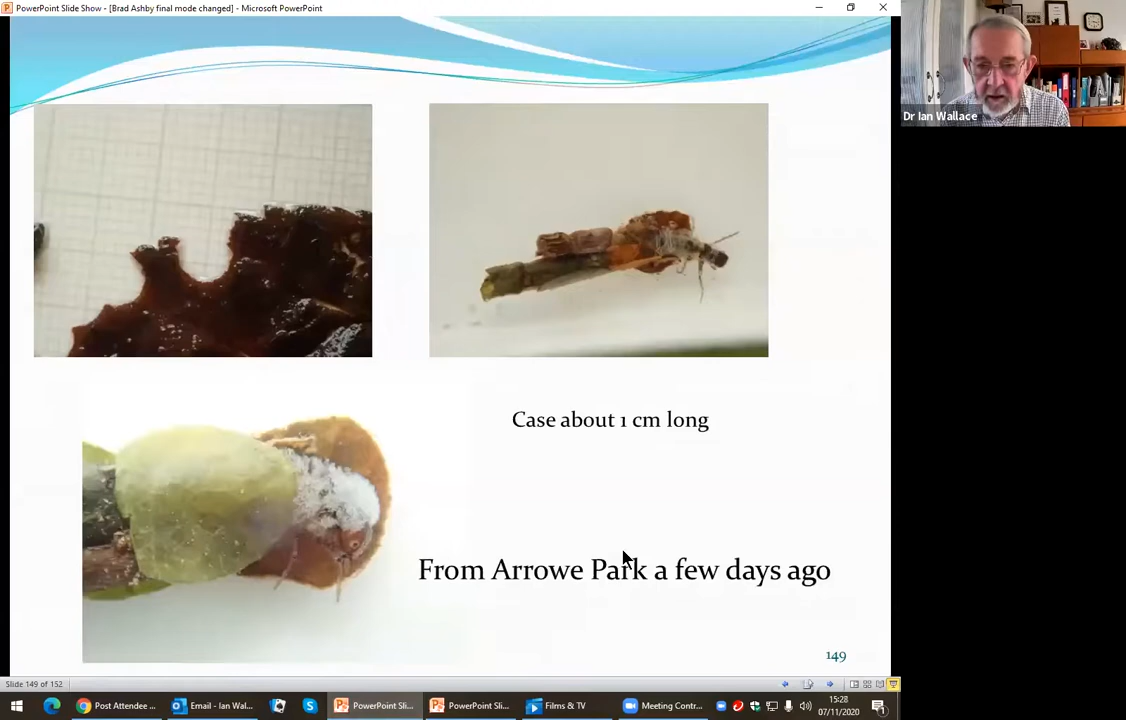 PowerPoint Slide Show - [Brad Ashby final mode changed] - Microsoft PowerPoint
Dr Ian Wallace
Case about 1 cm long
From Arrowe Park a few days ago
149
Slide 149 of 152
Post Attendee ...
Email - Ian Wal...
PowerPoint Sli...
PowerPoint Sli...
Films & TV
Meeting Contr...
15:28
07/11/2020